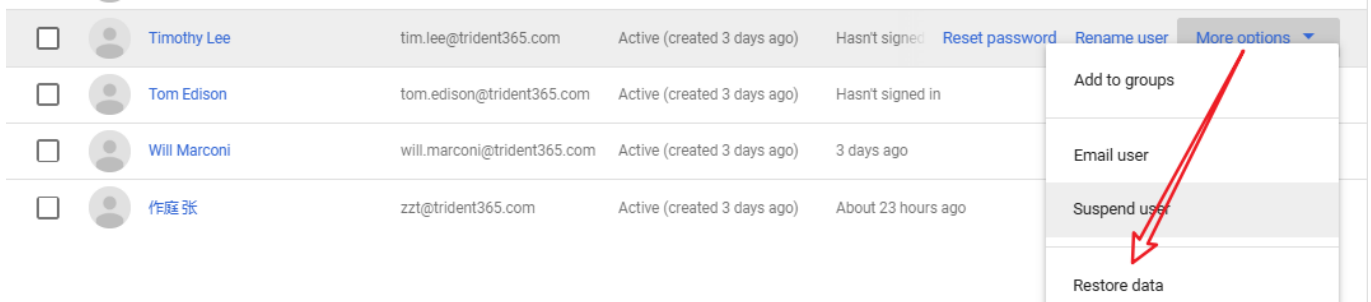 Timothy Lee tim.lee@trident365.com Active (created 3 days ago) Hasn't signed Reset password Rename user More options
Add to groups
Tom Edison tom.edison@trident365.com Active (created 3 days ago) Hasn't signed in
Will Marconi will.marconi@trident365.com Active (created 3 days ago) 3 days ago
Email user
作庭 张 zzt@trident365.com Active (created 3 days ago) About 23 hours ago
Suspend user
Restore data